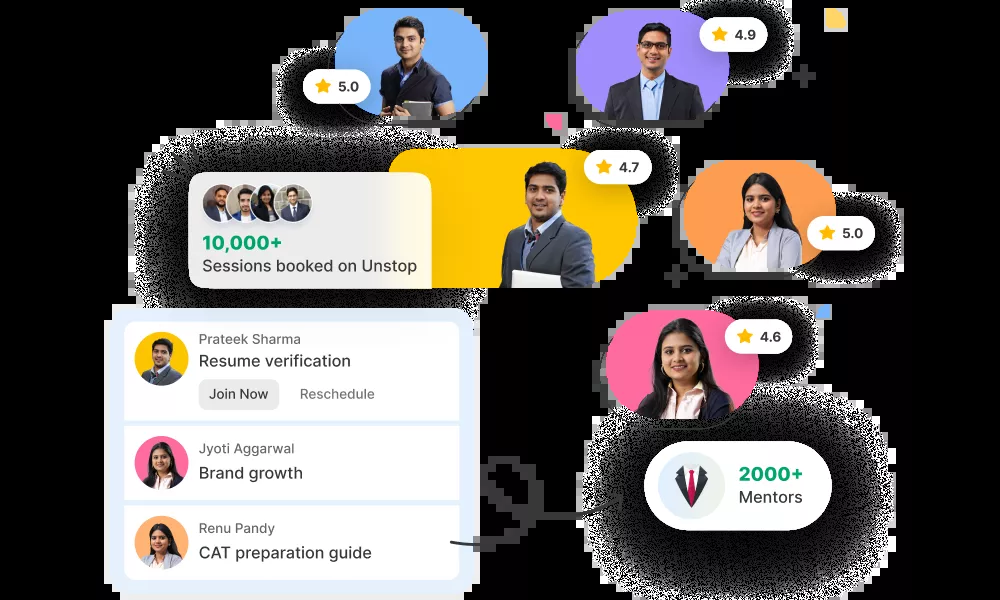 5.0
4.9
4.7
10,000+
Sessions booked on Unstop
5.0
4.6
Prateek Sharma
Resume verification
Join Now Reschedule
Jyoti Aggarwal
Brand growth
Renu Pandy
CAT preparation guide
2000+
Mentors